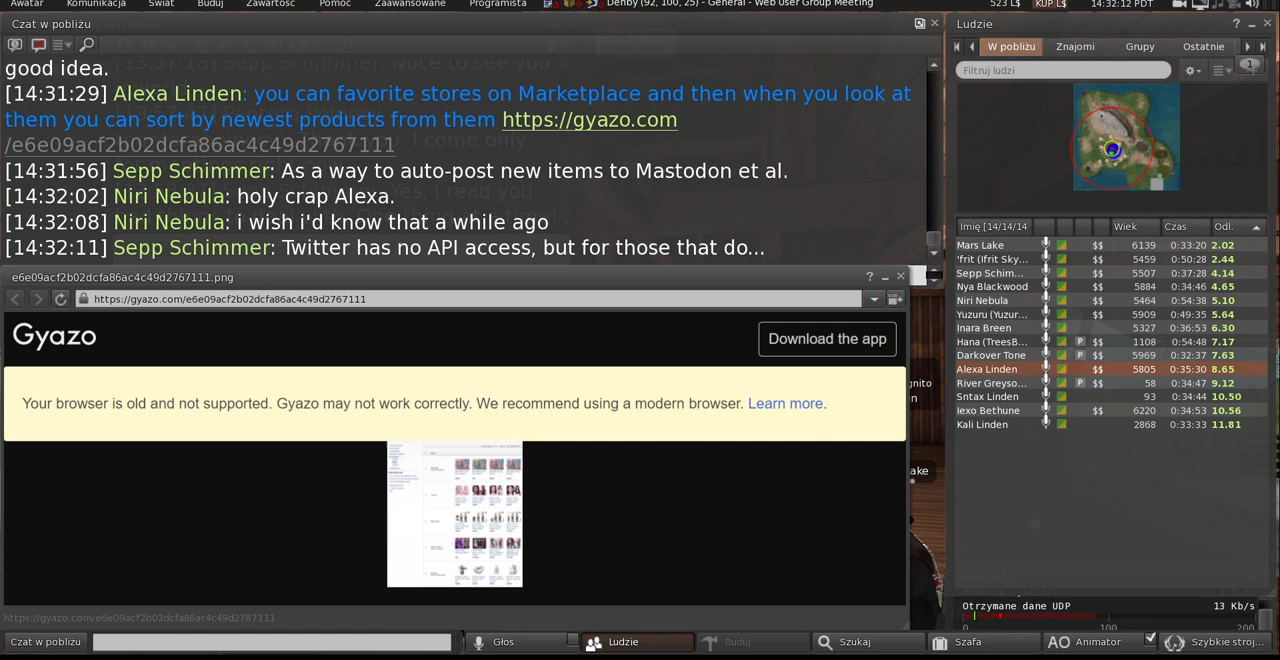 Awatar Komunikacja Świat Buduj Zawartość Pomoc Zaawansowane Programista Denby (92, 100, 25) - General - Web User Group Meeting 523 L$ KUP L$ 14:32:12 PDT
Czat w pobliżu
good idea.
[14:31:29] Alexa Linden: you can favorite stores on Marketplace and then when you look at
them you can sort by newest products from them https://gyazo.com
/e6e09acf2b02dcfa86ac4c49d2767111
[14:31:56] Sepp Schimmer: As a way to auto-post new items to Mastodon et al.
[14:32:02] Niri Nebula: holy crap Alexa.
[14:32:08] Niri Nebula: i wish i'd know that a while ago
[14:32:11] Sepp Schimmer: Twitter has no API access, but for those that do...
e6e09acf2b02dcfa86ac4c49d2767111.png
https://gyazo.com/e6e09acf2b02dcfa86ac4c49d2767111
Gyazo
Download the app
Your browser is old and not supported. Gyazo may not work correctly. We recommend using a modern browser. Learn more.
https://gyazo.com/e6e09acf2b02dcfa86ac4c49d2767111
Ludzie
W pobliżu Znajomi Grupy Ostatnie
1
Filtruj ludzi
Imię [14/14/14 Wiek Czas Odl.
Mars Lake $$ 6139 0:33:20 2.02
'frit (Ifrit Sky... $$ 5459 0:50:28 2.44
Sepp Schim... $$ 5507 0:37:28 4.14
Nya Blackwood $$ 5884 0:34:46 4.65
Niri Nebula $$ 5464 0:54:38 5.10
Yuzuru (Yuzur... $$ 5909 0:49:35 5.64
Inara Breen 5327 0:36:53 6.30
Hana (TreesB... P $$ 1108 0:54:48 7.17
Darkover Tone P $$ 5969 0:32:37 7.63
Alexa Linden $$ 5805 0:35:30 8.65
River Greyso... P $$ 58 0:34:47 9.12
Sntax Linden 93 0:34:44 10.50
Iexo Bethune $$ 6220 0:34:53 10.56
Kali Linden 2868 0:33:33 11.81
gnito
n
ake
Otrzymane dane UDP 13 Kb/s
0 100 200
Czat w pobliżu Głos Ludzie Buduj Szukaj Szafa AO Animator Szybkie stroj...